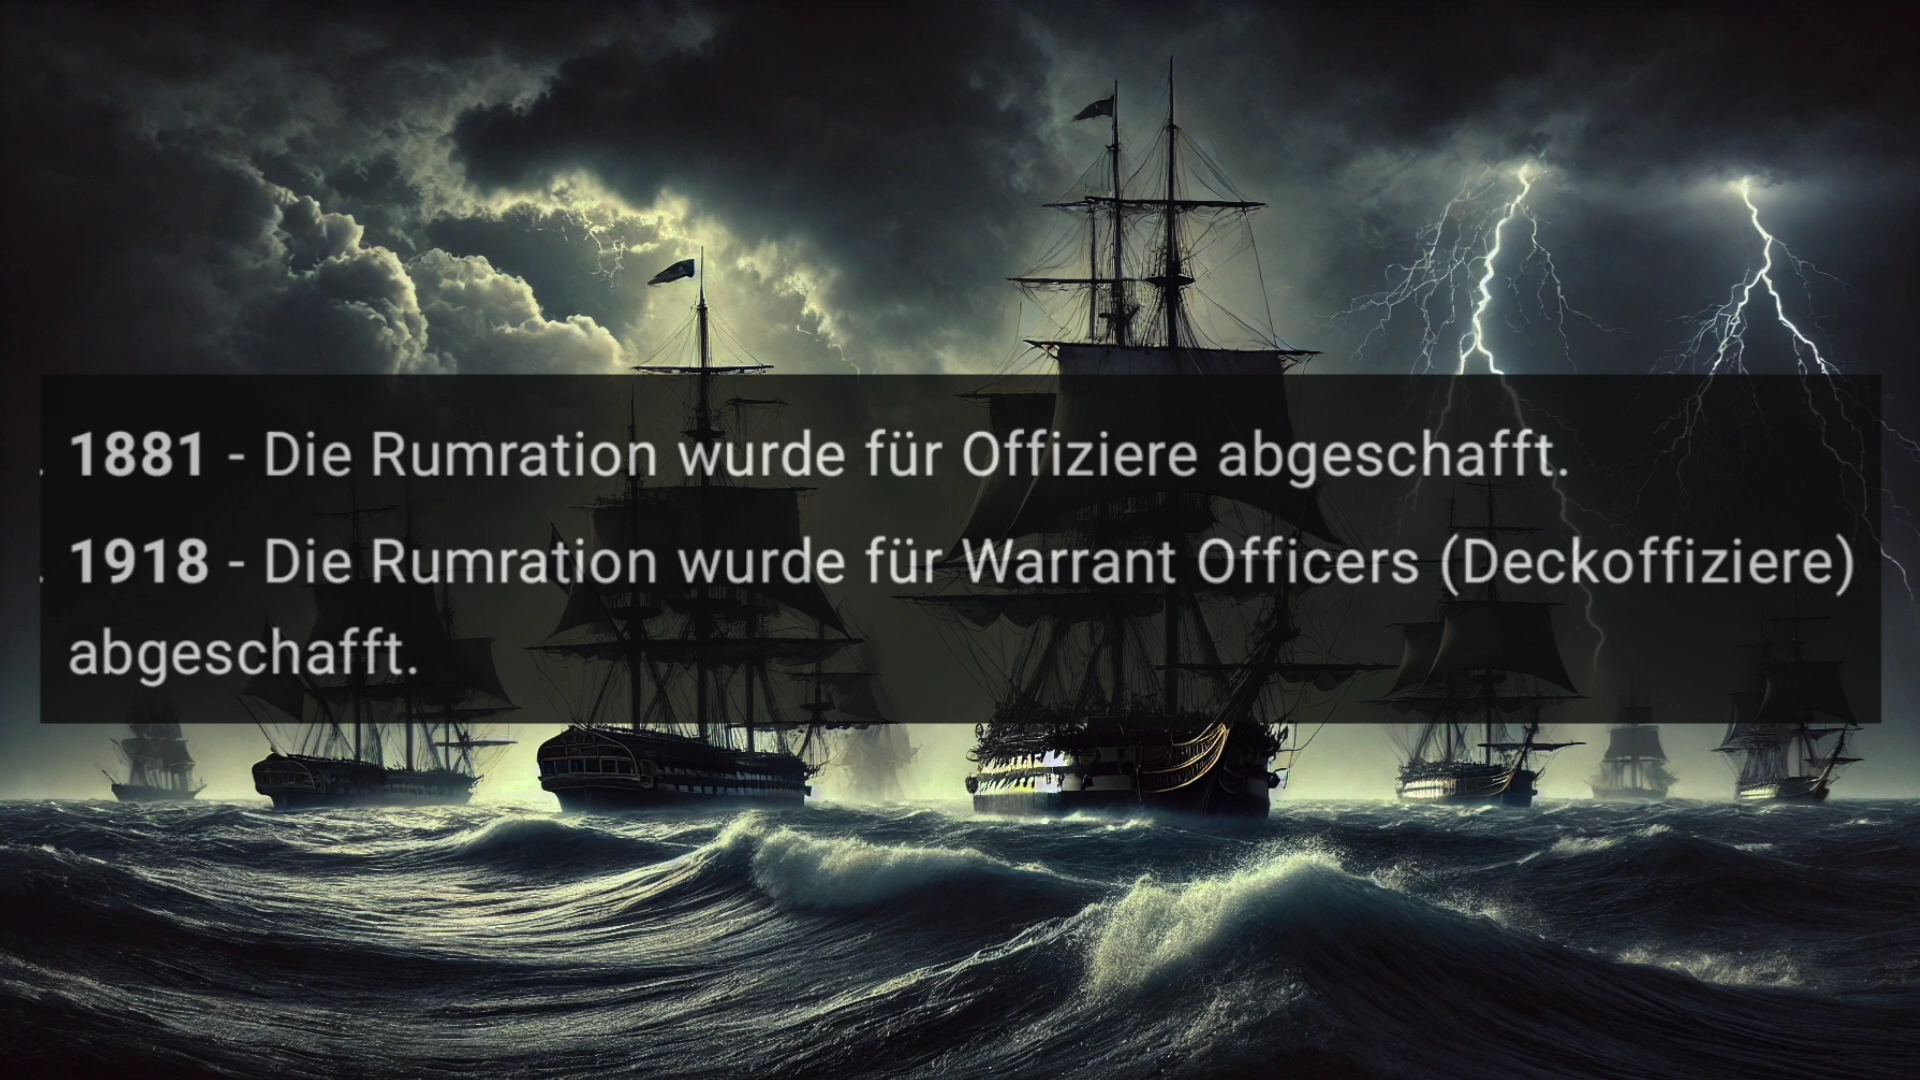 . 1881 - Die Rumration wurde für Offiziere abgeschafft.
. 1918 - Die Rumration wurde für Warrant Officers (Deckoffiziere)
abgeschafft.